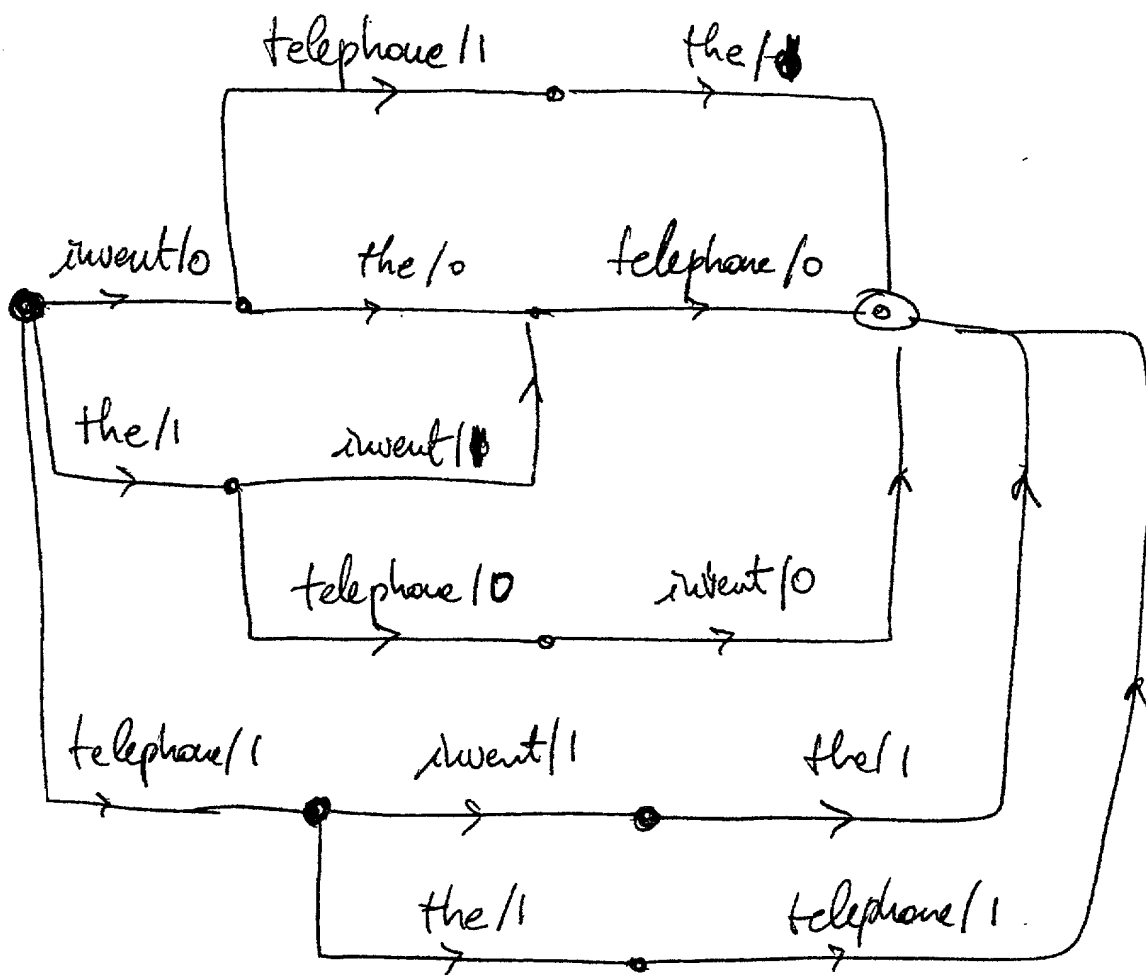 telephone/1 the/
invent/0 the/0 telephone/0
the/1 invent/
telephone/0 invent/0
telephone/1 invent/1 the/1
the/1 telephone/1